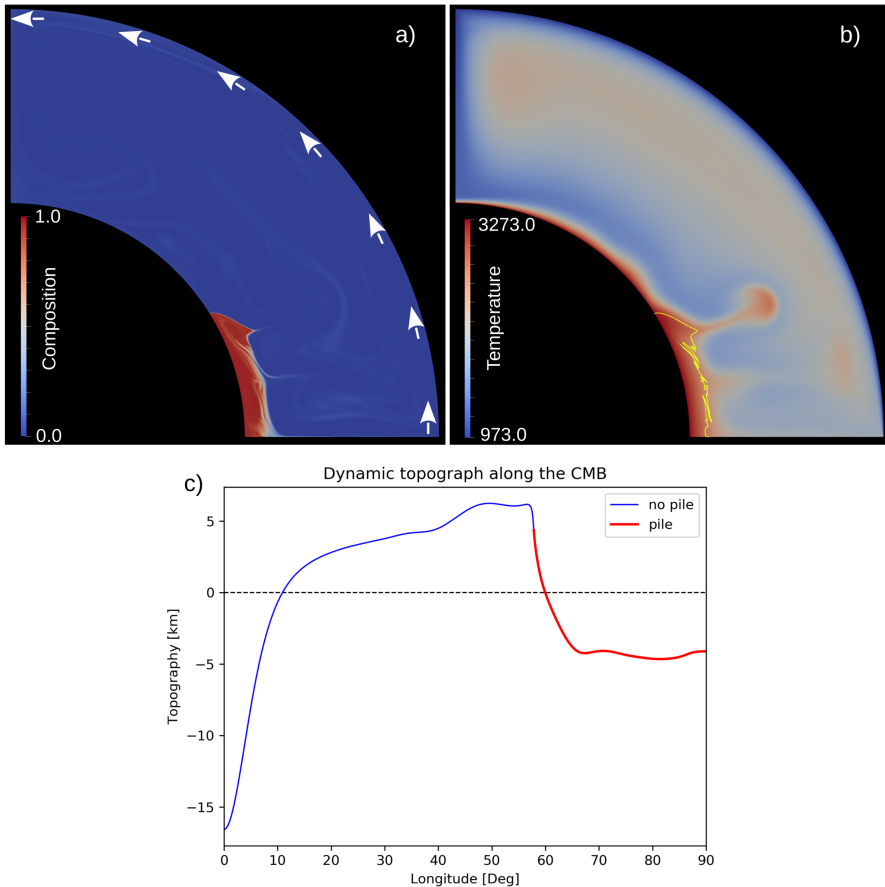 a)
b)
1.0
Composition
0.0
3273.0
Temperature
973.0
c)
Dynamic topograph along the CMB
no pile
pile
5
0
−5
−10
−15
Topography [km]
0 10 20 30 40 50 60 70 80 90
Longitude [Deg]